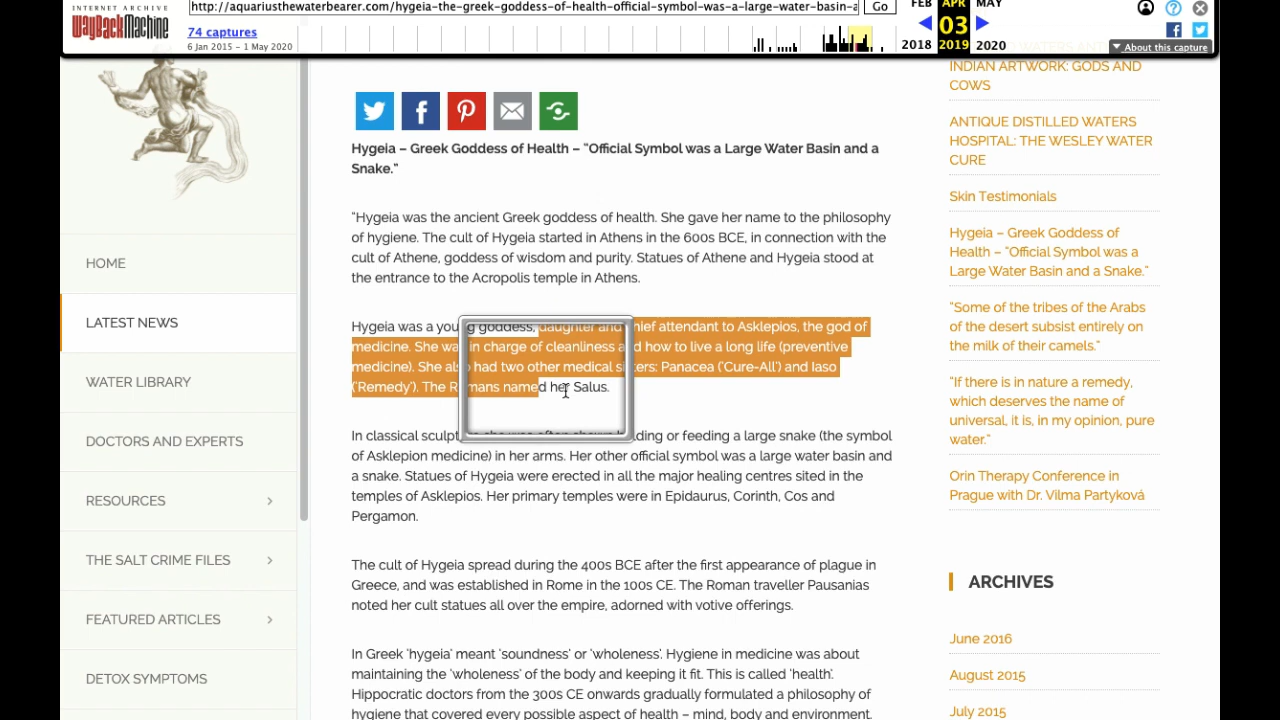 INTERNET ARCHIVE
WayBackMachine
http://aquariusthewaterbearer.com/hygeia-the-greek-goddess-of-health-official-symbol-was-a-large-water-basin-a
Go
74 captures
6 Jan 2015 – 1 May 2020
FEB APR MAY
03
2018 2019 2020
About this capture
HOME
LATEST NEWS
WATER LIBRARY
DOCTORS AND EXPERTS
RESOURCES
THE SALT CRIME FILES
FEATURED ARTICLES
DETOX SYMPTOMS
Hygeia – Greek Goddess of Health – "Official Symbol was a Large Water Basin and a
Snake."
"Hygeia was the ancient Greek goddess of health. She gave her name to the philosophy
of hygiene. The cult of Hygeia started in Athens in the 600s BCE, in connection with the
cult of Athene, goddess of wisdom and purity. Statues of Athene and Hygeia stood at
the entrance to the Acropolis temple in Athens.
Hygeia was a young goddess, daughter and chief attendant to Asklepios, the god of
medicine. She was in charge of cleanliness and how to live a long life (preventive
medicine). She also had two other medical sisters: Panacea ('Cure-All') and Iaso
('Remedy'). The Romans named her Salus.
In classical sculpture she was often shown holding or feeding a large snake (the symbol
of Asklepion medicine) in her arms. Her other official symbol was a large water basin and
a snake. Statues of Hygeia were erected in all the major healing centres sited in the
temples of Asklepios. Her primary temples were in Epidaurus, Corinth, Cos and
Pergamon.
The cult of Hygeia spread during the 400s BCE after the first appearance of plague in
Greece, and was established in Rome in the 100s CE. The Roman traveller Pausanias
noted her cult statues all over the empire, adorned with votive offerings.
In Greek 'hygeia' meant 'soundness' or 'wholeness'. Hygiene in medicine was about
maintaining the 'wholeness' of the body and keeping it fit. This is called 'health'.
Hippocratic doctors from the 300s CE onwards gradually formulated a philosophy of
hygiene that covered every possible aspect of health – mind, body and environment.
INDIAN ARTWORK: GODS AND
COWS
ANTIQUE DISTILLED WATERS
HOSPITAL: THE WESLEY WATER
CURE
Skin Testimonials
Hygeia – Greek Goddess of
Health – "Official Symbol was a
Large Water Basin and a Snake."
"Some of the tribes of the Arabs
of the desert subsist entirely on
the milk of their camels."
"If there is in nature a remedy,
which deserves the name of
universal, it is, in my opinion, pure
water."
Orin Therapy Conference in
Prague with Dr. Vilma Partyková
ARCHIVES
June 2016
August 2015
July 2015